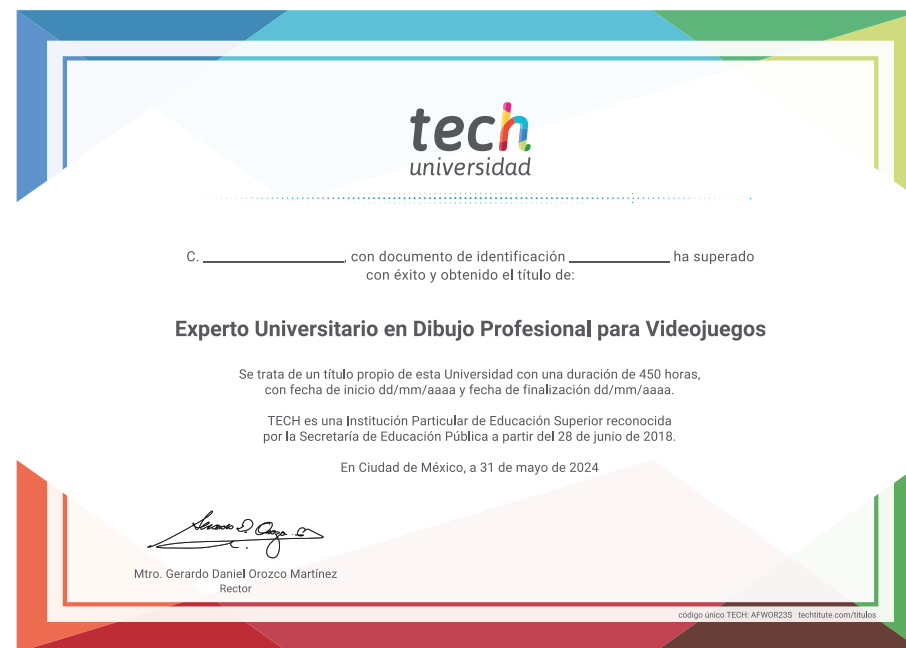 tech
universidad
C. ____________, con documento de identificación ____________ ha superado
con éxito y obtenido el título de:
Experto Universitario en Dibujo Profesional para Videojuegos
Se trata de un título propio de esta Universidad con una duración de 450 horas,
con fecha de inicio dd/mm/aaaa y fecha de finalización dd/mm/aaaa.
TECH es una Institución Particular de Educación Superior reconocida
por la Secretaría de Educación Pública a partir del 28 de junio de 2018.
En Ciudad de México, a 31 de mayo de 2024
Mtro. Gerardo Daniel Orozco Martínez
Rector
código único TECH: AFWOR23S techtitute.com/titulos